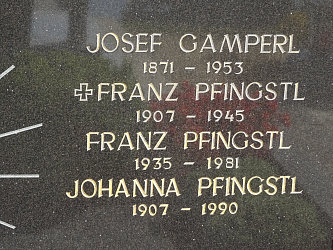 JOSEF GAMPERL
1871 - 1953
✠FRANZ PFINGSTL
1907 - 1945
FRANZ PFINGSTL
1935 - 1981
JOHANNA PFINGSTL
1907 - 1990